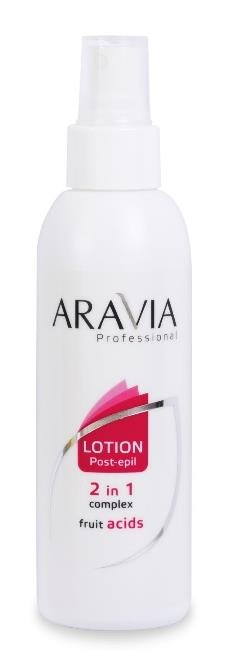 ARAVIA
Professional
LOTION
Post-epil
2 in 1
complex
fruit acids